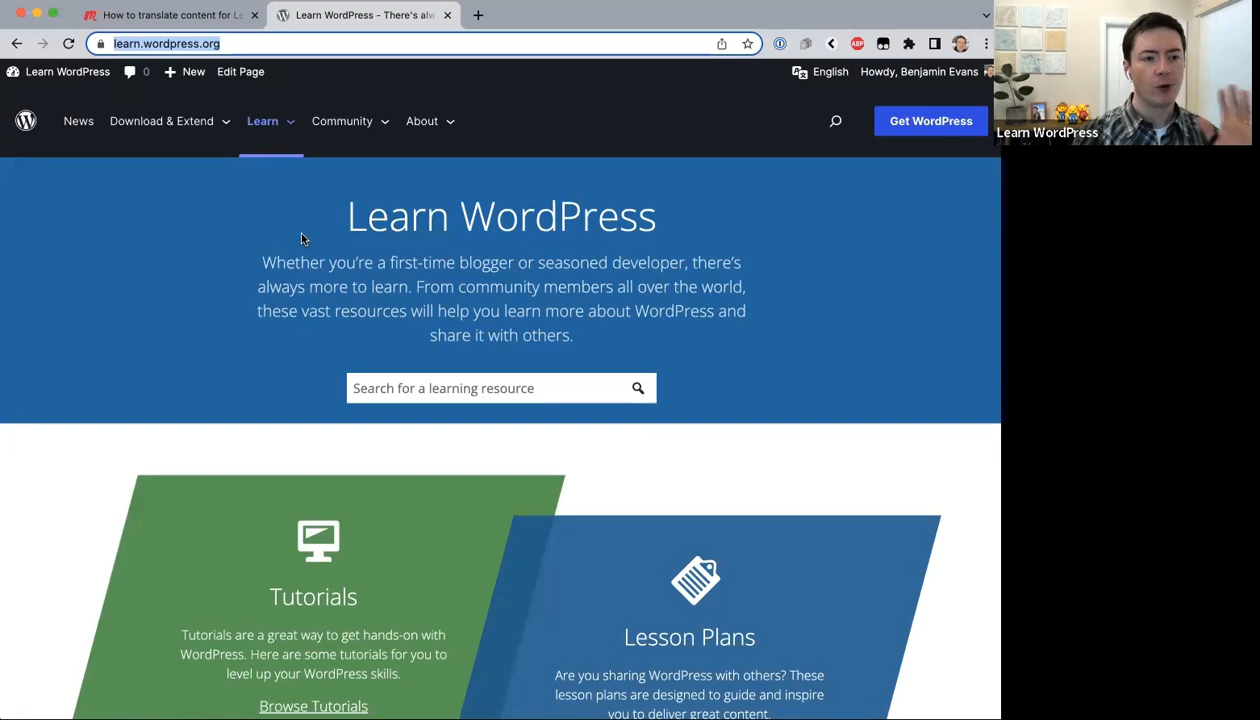 How to translate content for Le
Learn WordPress - There's alw
learn.wordpress.org
ABP
Learn WordPress
0
New
Edit Page
English
Howdy, Benjamin Evans
News
Download & Extend
Learn
Community
About
Get WordPress
Learn WordPress
Learn WordPress
Whether you're a first-time blogger or seasoned developer, there's
always more to learn. From community members all over the world,
these vast resources will help you learn more about WordPress and
share it with others.
Search for a learning resource
Tutorials
Tutorials are a great way to get hands-on with
WordPress. Here are some tutorials for you to
level up your WordPress skills.
Browse Tutorials
Lesson Plans
Are you sharing WordPress with others? These
lesson plans are designed to guide and inspire
you to deliver great content.